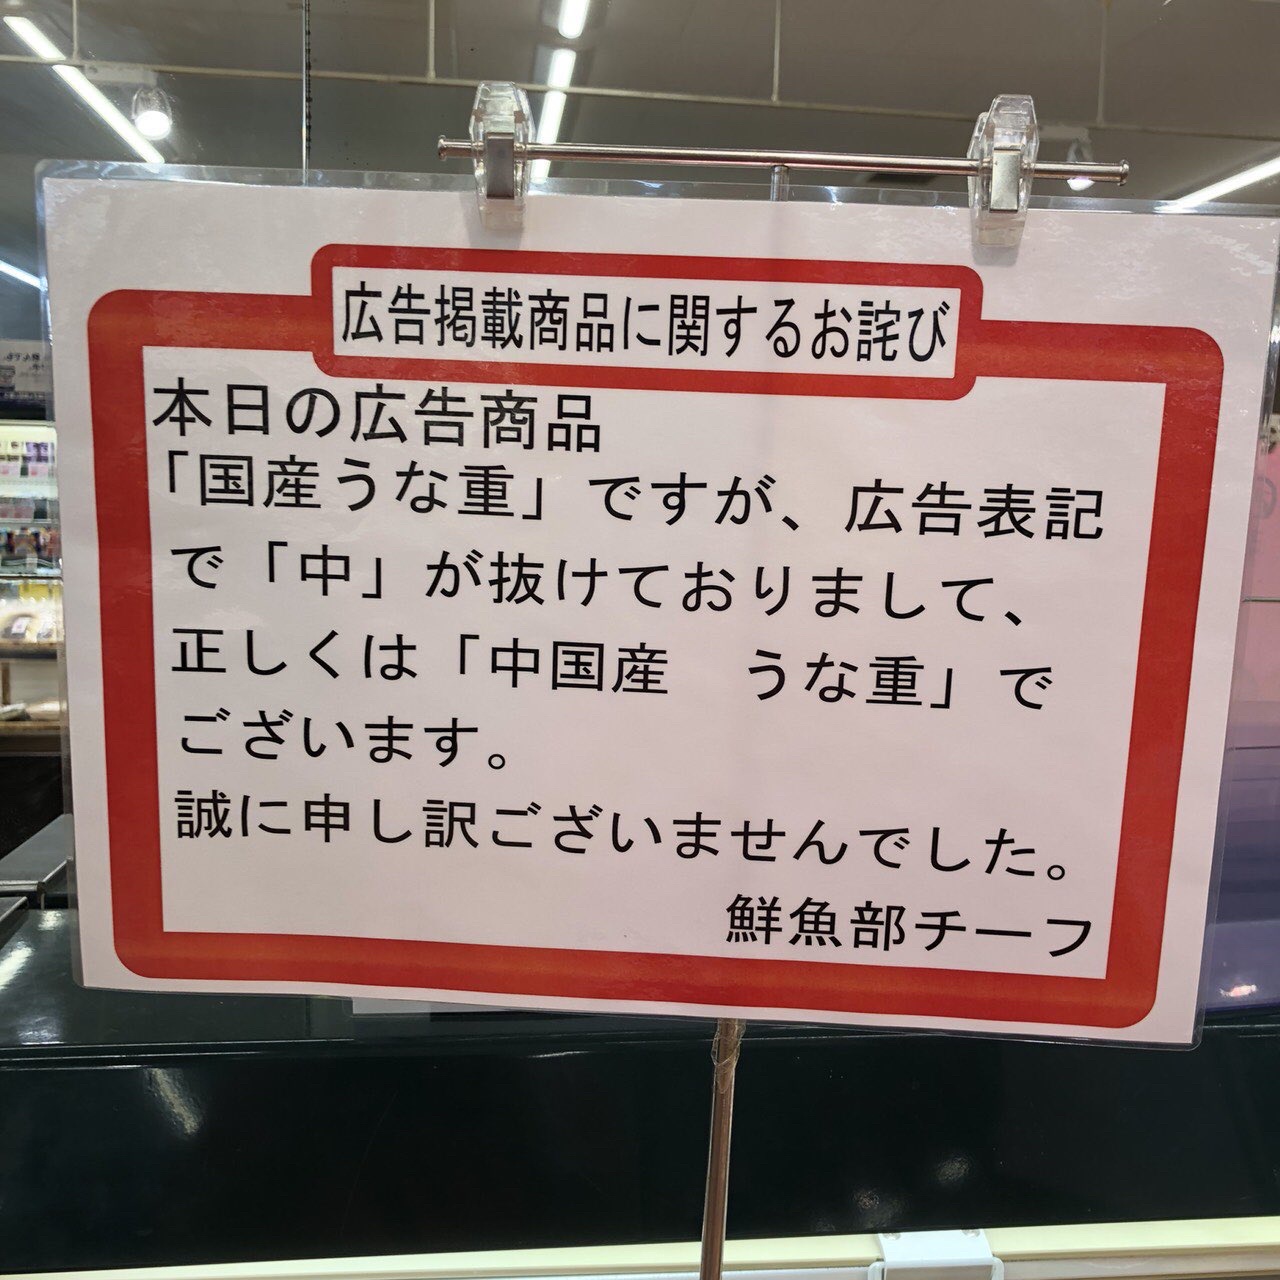 広告掲載商品に関するお詫び
本日の広告商品
「国産うな重」ですが、広告表記
で「中」が抜けておりまして、
正しくは「中国産　うな重」で
ございます。
誠に申し訳ございませんでした。
鮮魚部チーフ